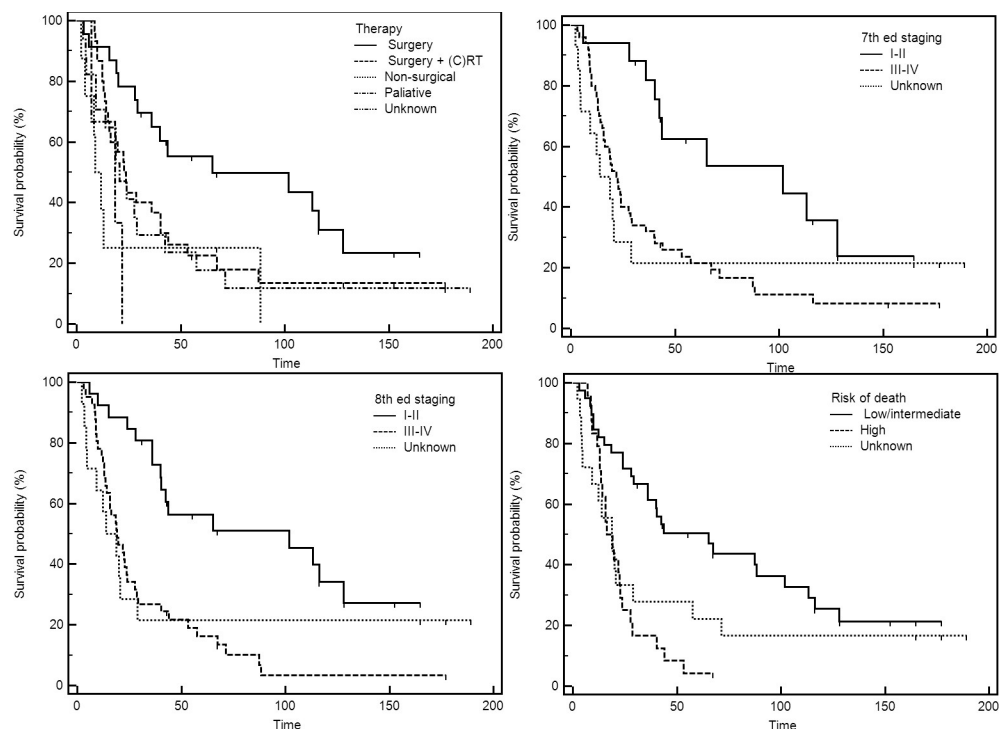 Therapy
Surgery
Surgery + (C)RT
Non-surgical
Paliative
Unknown
Survival probability (%)
100
80
60
40
20
0
0 50 100 150 200
Time
7th ed staging
I-II
III-IV
Unknown
Survival probability (%)
100
80
60
40
20
0
0 50 100 150 200
Time
8th ed staging
I-II
III-IV
Unknown
Survival probability (%)
100
80
60
40
20
0
0 50 100 150 200
Time
Risk of death
Low/intermediate
High
Unknown
Survival probability (%)
100
80
60
40
20
0
0 50 100 150 200
Time